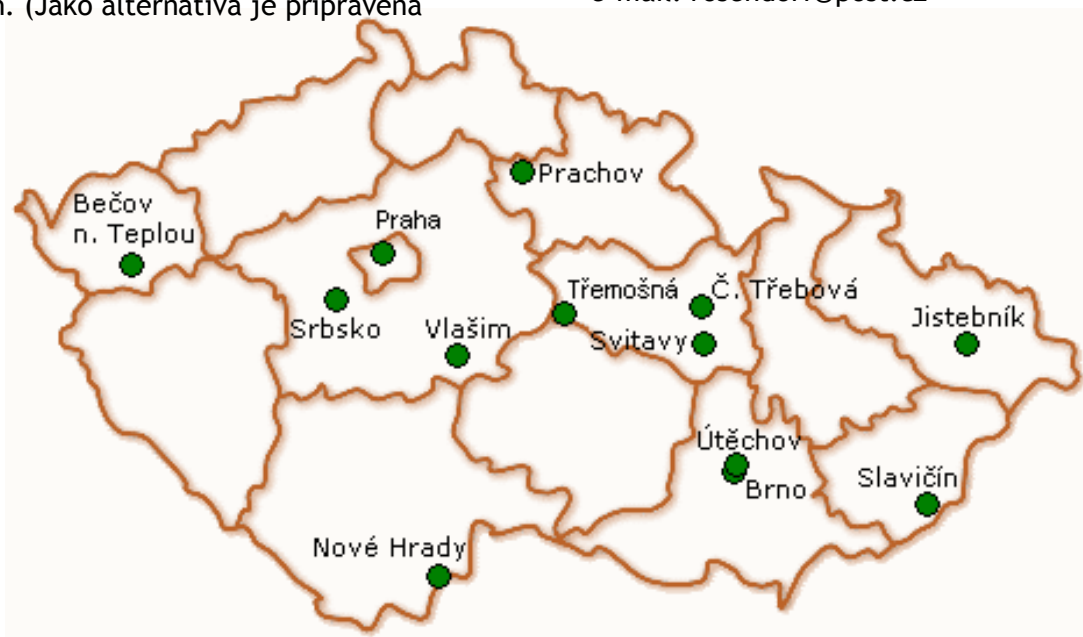 n. (Jako alternativa je připravena
Prachov
Bečov
n. Teplou
Praha
Třemošná
Č. Třebová
Srbsko
Vlašim
Svitavy
Jistebník
Útěchov
Brno
Slavičín
Nové Hrady